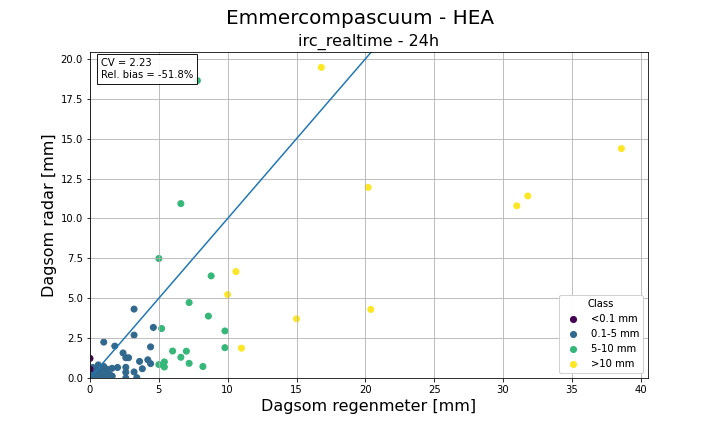 Emmercompascuum - HEA
irc_realtime - 24h
CV = 2.23
Rel. bias = -51.8%
Dagsom radar [mm]
20.0
17.5
15.0
12.5
10.0
7.5
5.0
2.5
0.0
0 5 10 15 20 25 30 35 40
Dagsom regenmeter [mm]
Class
<0.1 mm
0.1-5 mm
5-10 mm
>10 mm